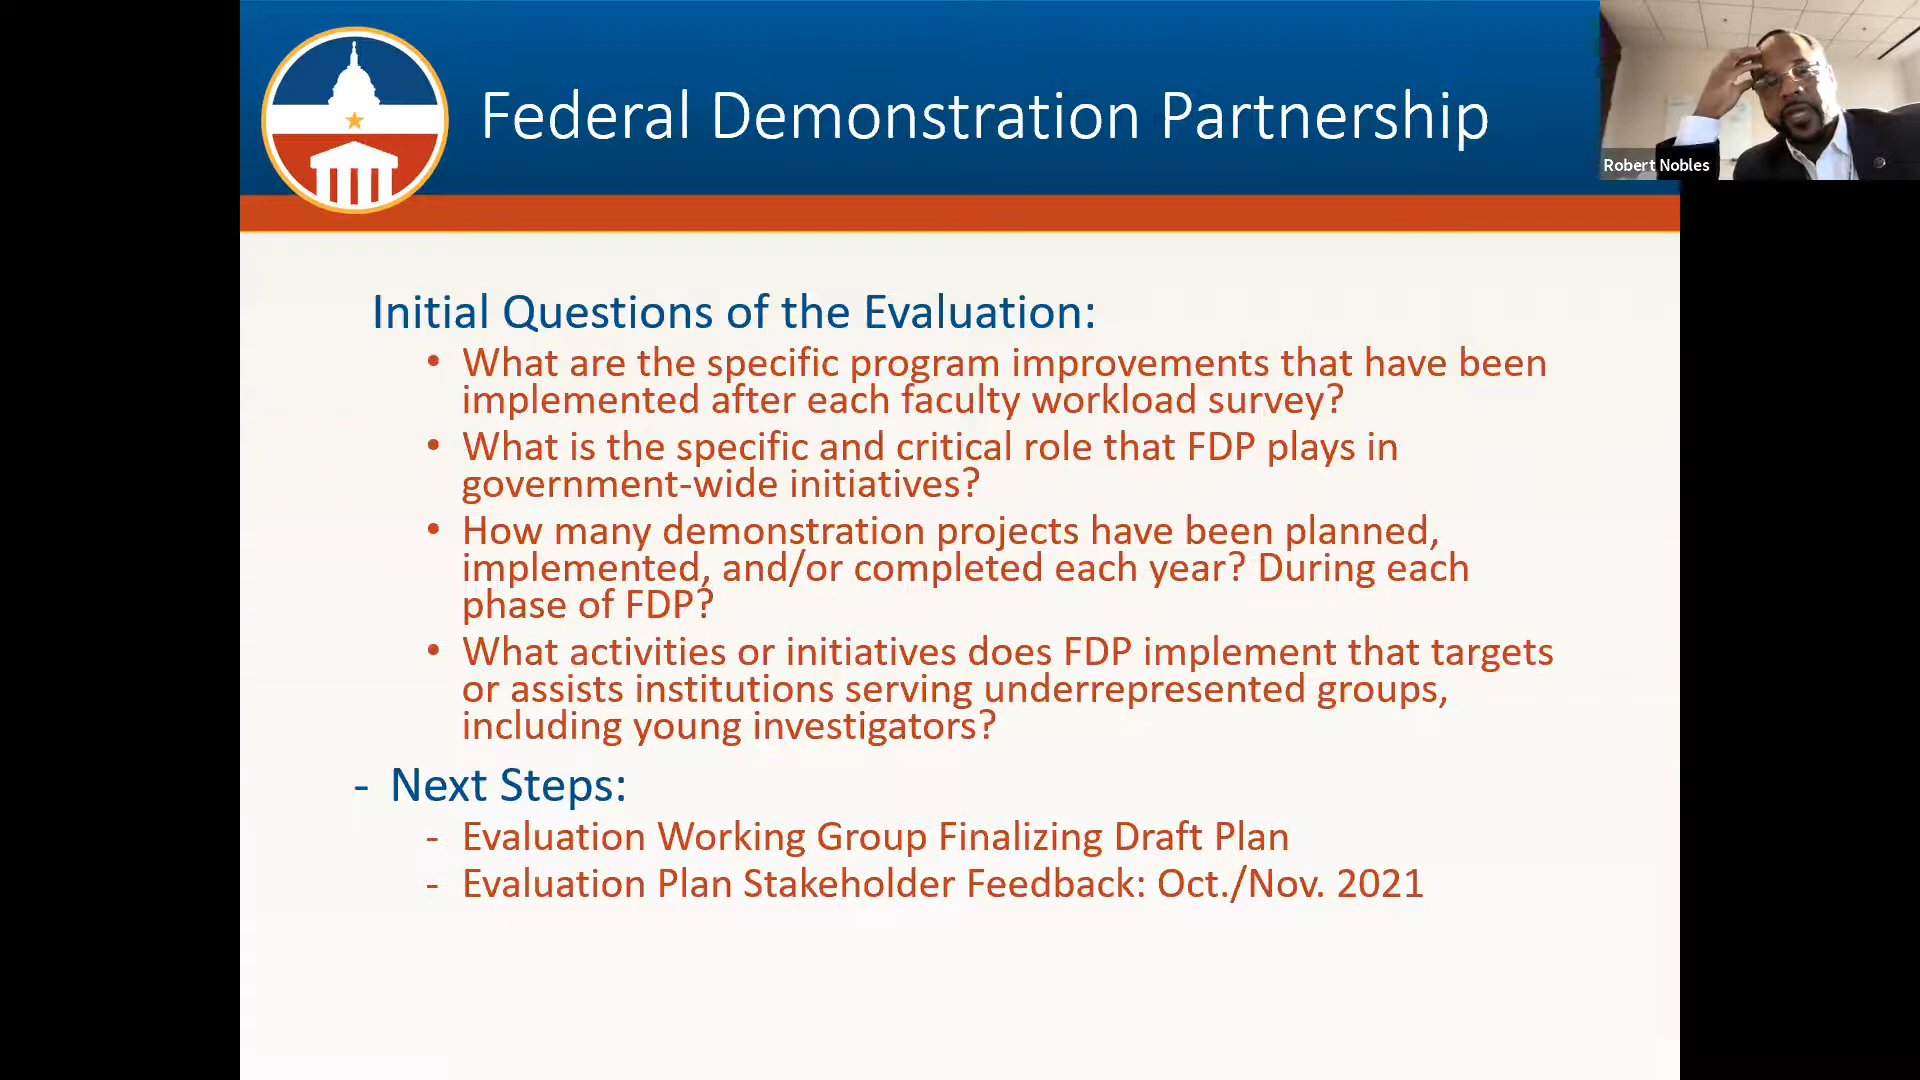 Federal Demonstration Partnership
Robert Nobles
Initial Questions of the Evaluation:
• What are the specific program improvements that have been
implemented after each faculty workload survey?
• What is the specific and critical role that FDP plays in
government-wide initiatives?
• How many demonstration projects have been planned,
implemented, and/or completed each year? During each
phase of FDP?
• What activities or initiatives does FDP implement that targets
or assists institutions serving underrepresented groups,
including young investigators?
- Next Steps:
- Evaluation Working Group Finalizing Draft Plan
- Evaluation Plan Stakeholder Feedback: Oct./Nov. 2021